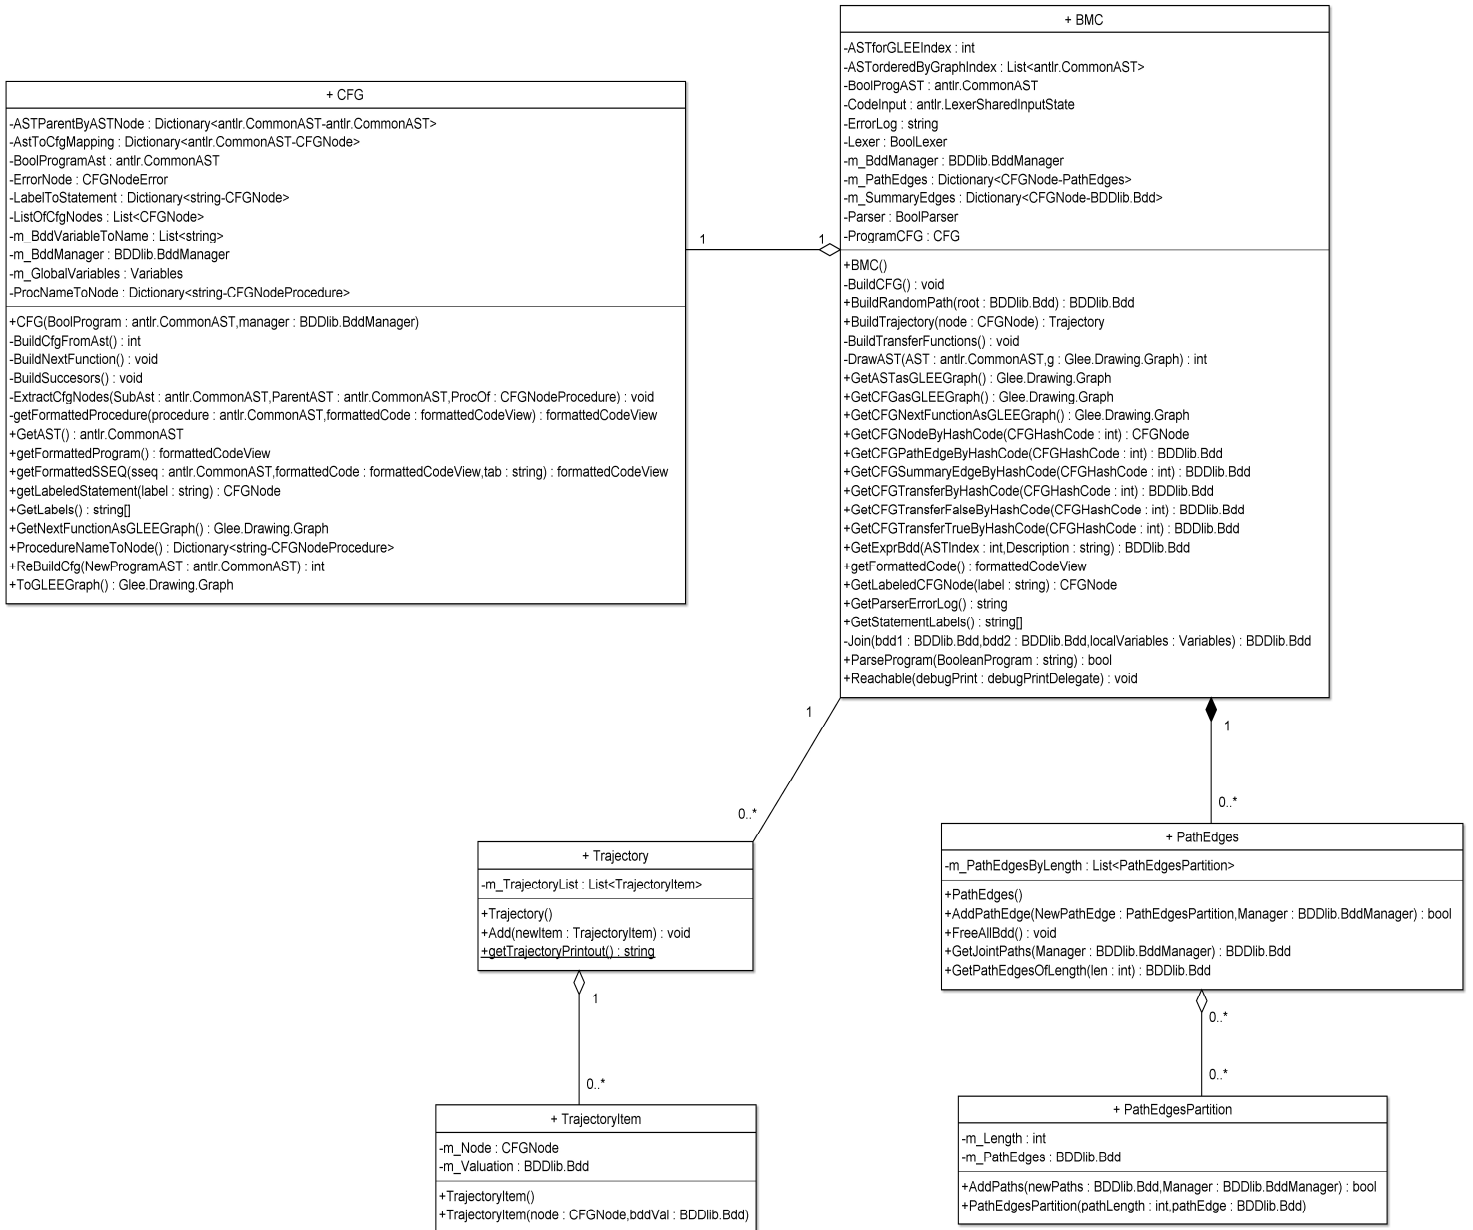 + BMC
-ASTforGLEEIndex : int
-ASTorderedByGraphIndex : List<antlr.CommonAST>
-BoolProgAST : antlr.CommonAST
-CodeInput : antlr.LexerSharedInputState
-ErrorLog : string
-Lexer : BoolLexer
-m_BddManager : BDDlib.BddManager
-m_PathEdges : Dictionary<CFGNode-PathEdges>
-m_SummaryEdges : Dictionary<CFGNode-BDDlib.Bdd>
-Parser : BoolParser
-ProgramCFG : CFG
+BMC()
-BuildCFG() : void
+BuildRandomPath(root : BDDlib.Bdd) : BDDlib.Bdd
+BuildTrajectory(node : CFGNode) : Trajectory
-BuildTransferFunctions() : void
-DrawAST(AST : antlr.CommonAST,g : Glee.Drawing.Graph) : int
+GetASTasGLEEGraph() : Glee.Drawing.Graph
+GetCFGasGLEEGraph() : Glee.Drawing.Graph
+GetCFGNextFunctionAsGLEEGraph() : Glee.Drawing.Graph
+GetCFGNodeByHashCode(CFGHashCode : int) : CFGNode
+GetCFGPathEdgeByHashCode(CFGHashCode : int) : BDDlib.Bdd
+GetCFGSummaryEdgeByHashCode(CFGHashCode : int) : BDDlib.Bdd
+GetCFGTransferByHashCode(CFGHashCode : int) : BDDlib.Bdd
+GetCFGTransferFalseByHashCode(CFGHashCode : int) : BDDlib.Bdd
+GetCFGTransferTrueByHashCode(CFGHashCode : int) : BDDlib.Bdd
+GetExprBdd(ASTIndex : int,Description : string) : BDDlib.Bdd
+getFormattedCode() : formattedCodeView
+GetLabeledCFGNode(label : string) : CFGNode
+GetParserErrorLog() : string
+GetStatementLabels() : string[]
-Join(bdd1 : BDDlib.Bdd,bdd2 : BDDlib.Bdd,localVariables : Variables) : BDDlib.Bdd
+ParseProgram(BooleanProgram : string) : bool
+Reachable(debugPrint : debugPrintDelegate) : void
+ CFG
-ASTParentByASTNode : Dictionary<antlr.CommonAST-antlr.CommonAST>
-AstToCfgMapping : Dictionary<antlr.CommonAST-CFGNode>
-BoolProgramAst : antlr.CommonAST
-ErrorNode : CFGNodeError
-LabelToStatement : Dictionary<string-CFGNode>
-ListOfCfgNodes : List<CFGNode>
-m_BddVariableToName : List<string>
-m_BddManager : BDDlib.BddManager
-m_GlobalVariables : Variables
-ProcNameToNode : Dictionary<string-CFGNodeProcedure>
+CFG(BoolProgram : antlr.CommonAST,manager : BDDlib.BddManager)
-BuildCfgFromAst() : int
-BuildNextFunction() : void
-BuildSuccesors() : void
-ExtractCfgNodes(SubAst : antlr.CommonAST,ParentAST : antlr.CommonAST,ProcOf : CFGNodeProcedure) : void
-getFormattedProcedure(procedure : antlr.CommonAST,formattedCode : formattedCodeView) : formattedCodeView
+GetAST() : antlr.CommonAST
+getFormattedProgram() : formattedCodeView
+getFormattedSSEQ(sseq : antlr.CommonAST,formattedCode : formattedCodeView,tab : string) : formattedCodeView
+getLabeledStatement(label : string) : CFGNode
+GetLabels() : string[]
+GetNextFunctionAsGLEEGraph() : Glee.Drawing.Graph
+ProcedureNameToNode() : Dictionary<string-CFGNodeProcedure>
+ReBuildCfg(NewProgramAST : antlr.CommonAST) : int
+ToGLEEGraph() : Glee.Drawing.Graph
1
1
1
0..*
1
0..*
+ Trajectory
-m_TrajectoryList : List<TrajectoryItem>
+Trajectory()
+Add(newItem : TrajectoryItem) : void
+getTrajectoryPrintout() : string
1
0..*
+ TrajectoryItem
-m_Node : CFGNode
-m_Valuation : BDDlib.Bdd
+TrajectoryItem()
+TrajectoryItem(node : CFGNode,bddVal : BDDlib.Bdd)
+ PathEdges
-m_PathEdgesByLength : List<PathEdgesPartition>
+PathEdges()
+AddPathEdge(NewPathEdge : PathEdgesPartition,Manager : BDDlib.BddManager) : bool
+FreeAllBdd() : void
+GetJointPaths(Manager : BDDlib.BddManager) : BDDlib.Bdd
+GetPathEdgesOfLength(len : int) : BDDlib.Bdd
0..*
0..*
+ PathEdgesPartition
-m_Length : int
-m_PathEdges : BDDlib.Bdd
+AddPaths(newPaths : BDDlib.Bdd,Manager : BDDlib.BddManager) : bool
+PathEdgesPartition(pathLength : int,pathEdge : BDDlib.Bdd)